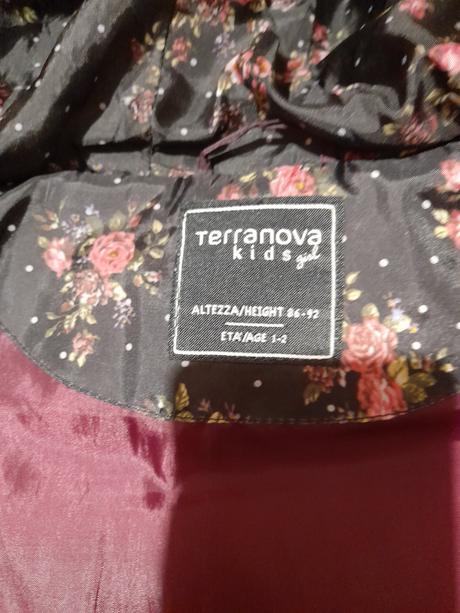 Terranova
kids girl
ALTEZZA/HEIGHT 86-92
ETA'/AGE 1-2